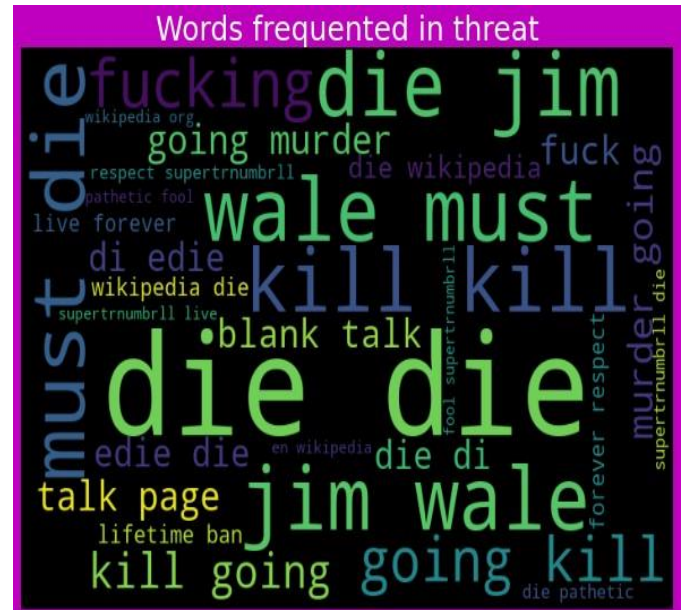 Words frequented in threat
must die
fucking
die jim
wikipedia org
going murder
fuck
respect supertrnumbrll
die wikipedia
pathetic fool
live forever
wale must
murder going
di edie
kill kill
wikipedia die
supertrnumbrll live
blank talk
fool supertrnumbrll
supertrnumbrll die
die die
forever respect
edie die
en wikipedia
die di
talk page
jim wale
lifetime ban
kill going
going kill
die pathetic